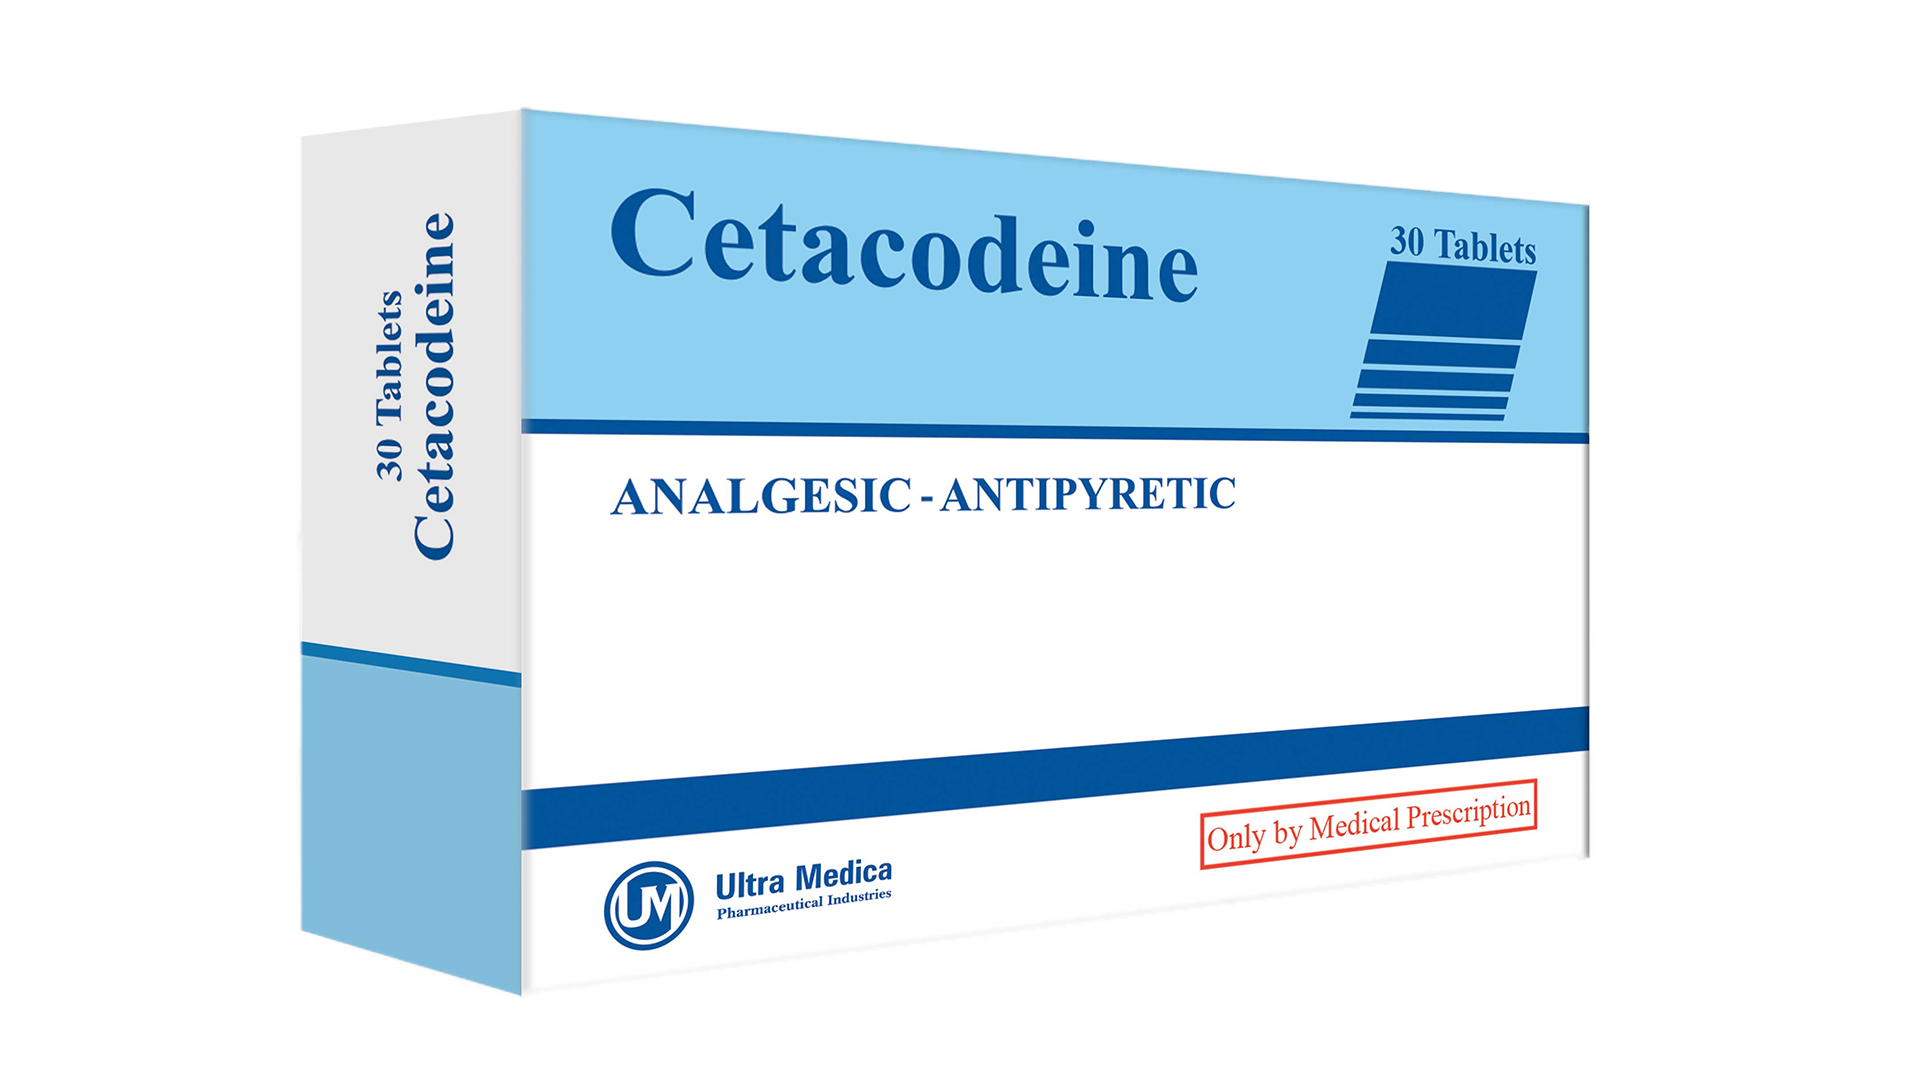 30 Tablets
Cetacodeine
Cetacodeine
30 Tablets
ANALGESIC - ANTIPYRETIC
UM
Ultra Medica
Pharmaceutical Industries
Only by Medical Prescription